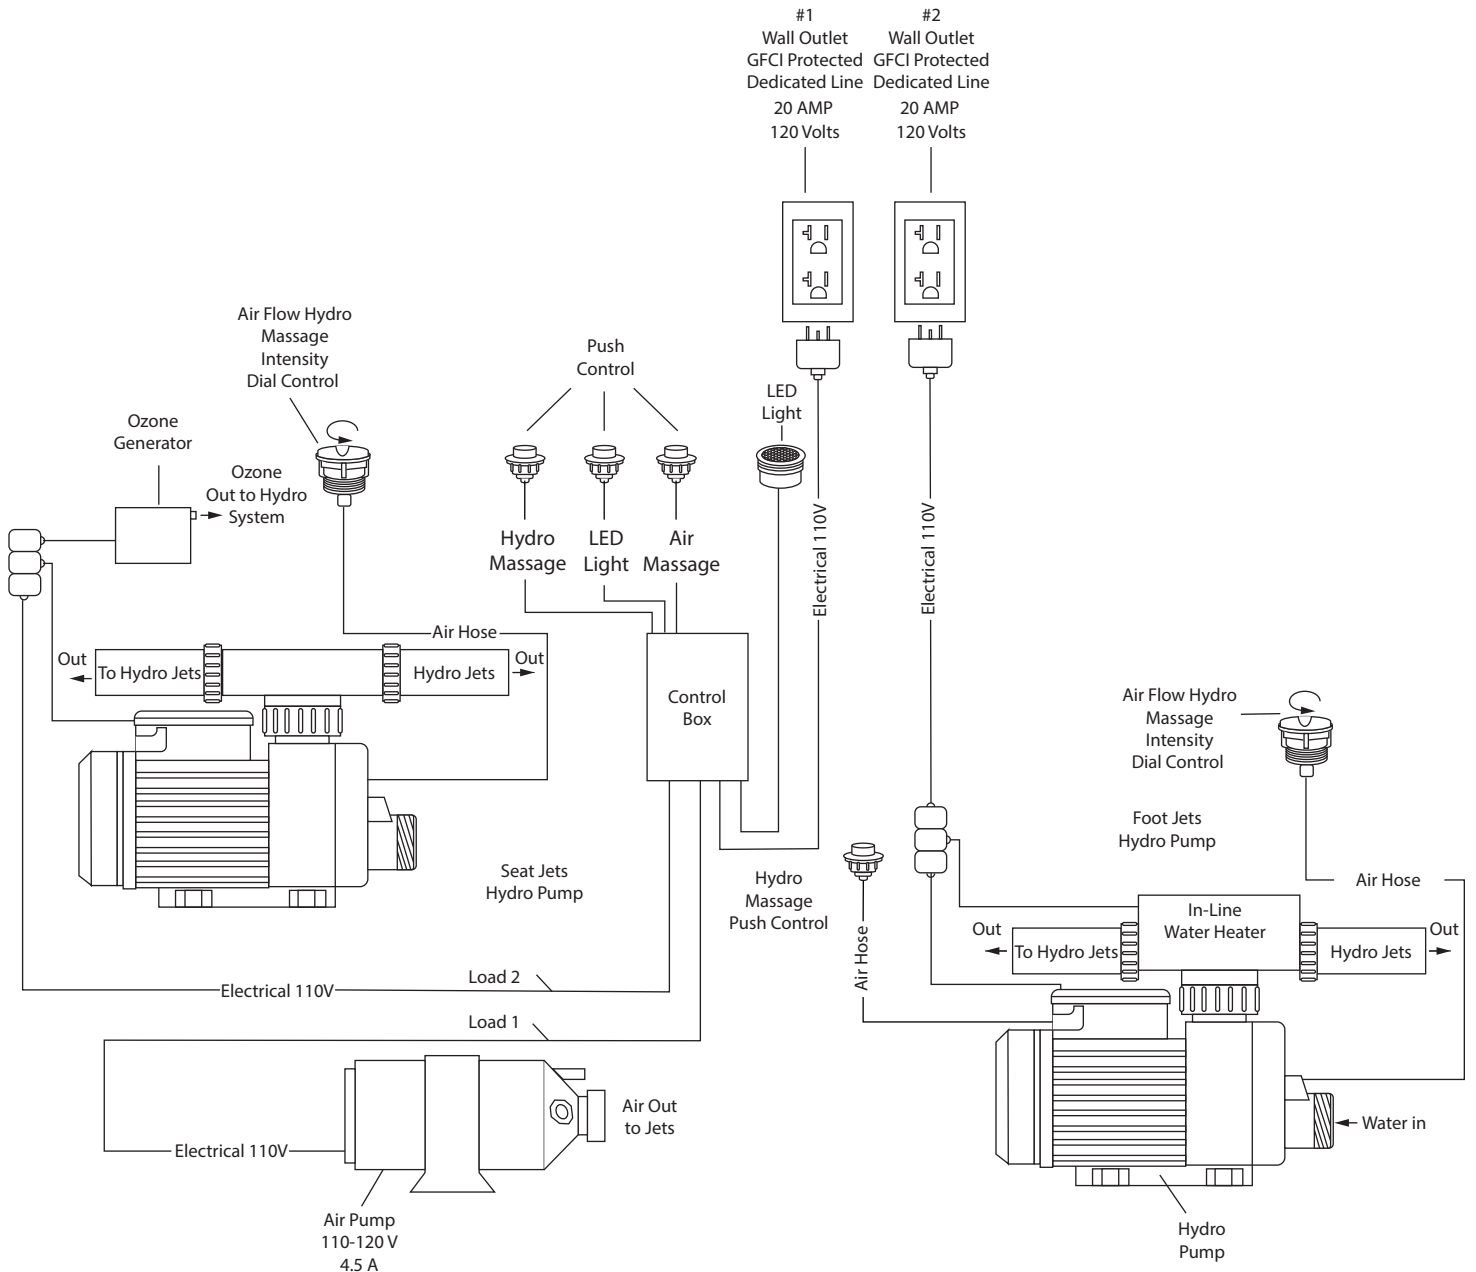 #1
Wall Outlet
GFCI Protected
Dedicated Line
20 AMP
120 Volts
#2
Wall Outlet
GFCI Protected
Dedicated Line
20 AMP
120 Volts
Air Flow Hydro
Massage
Intensity
Dial Control
Push
Control
LED
Light
Ozone
Generator
Ozone
Out to Hydro
System
Hydro
Massage
LED
Light
Air
Massage
Electrical 110V
Electrical 110V
Air Hose
Out
To Hydro Jets
Hydro Jets
Out
Control
Box
Air Flow Hydro
Massage
Intensity
Dial Control
Foot Jets
Hydro Pump
Seat Jets
Hydro Pump
Hydro
Massage
Push Control
Air Hose
Air Hose
In-Line
Water Heater
Out
To Hydro Jets
Hydro Jets
Out
Load 2
Electrical 110V
Load 1
Air Out
to Jets
Electrical 110V
Water in
Air Pump
110-120 V
4.5 A
Hydro
Pump